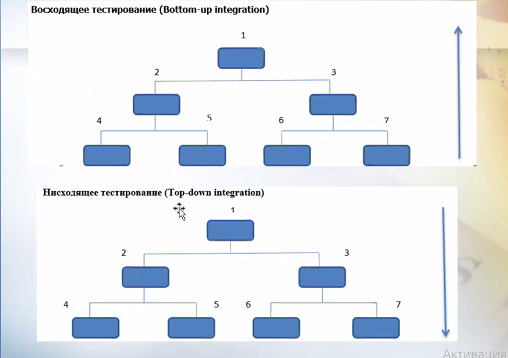 Восходящее тестирование (Bottom-up integration)
1
2 3
4 5 6 7
Нисходящее тестирование (Top-down integration)
1
2 3
4 5 6 7
Активация